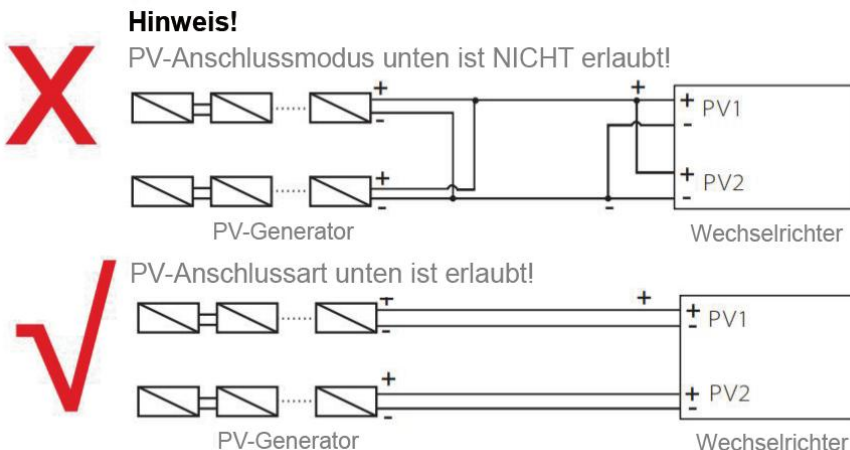 Hinweis!
PV-Anschlussmodus unten ist NICHT erlaubt!
+ + + PV1
- -
+ + PV2
- - -
PV-Generator Wechselrichter
PV-Anschlussart unten ist erlaubt!
+ + + PV1
- -
+ + PV2
- -
PV-Generator Wechselrichter